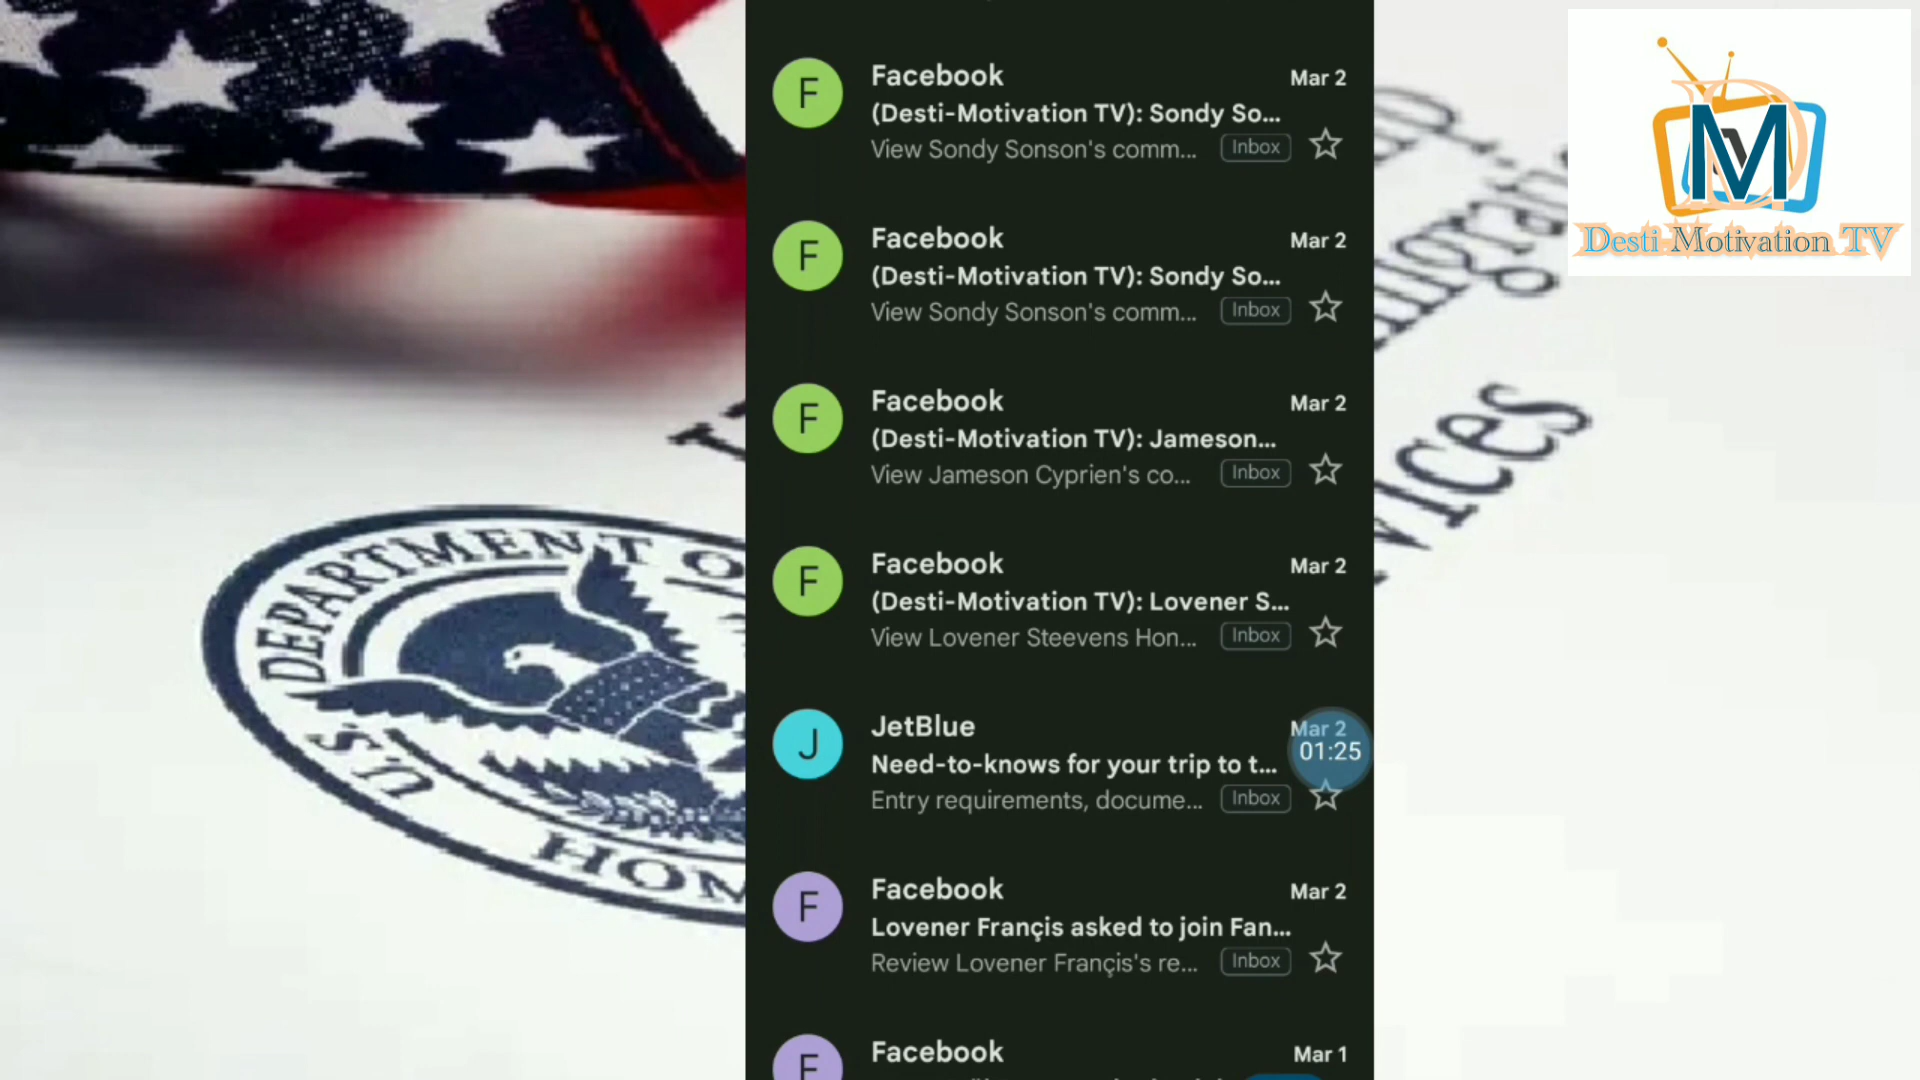 F
Facebook
Mar 2
(Desti-Motivation TV): Sondy So...
View Sondy Sonson's comm...
Inbox
F
Facebook
Mar 2
(Desti-Motivation TV): Sondy So...
View Sondy Sonson's comm...
Inbox
F
Facebook
Mar 2
(Desti-Motivation TV): Jameson...
View Jameson Cyprien's co...
Inbox
F
Facebook
Mar 2
(Desti-Motivation TV): Lovener S...
View Lovener Steevens Hon...
Inbox
J
JetBlue
Mar 2
01:25
Need-to-knows for your trip to t...
Entry requirements, docume...
Inbox
F
Facebook
Mar 2
Lovener Françis asked to join Fan...
Review Lovener Françis's re...
Inbox
F
Facebook
Mar 1
M
Desti-Motivation TV
DEPARTMENT O
U.S.
HOM
vices